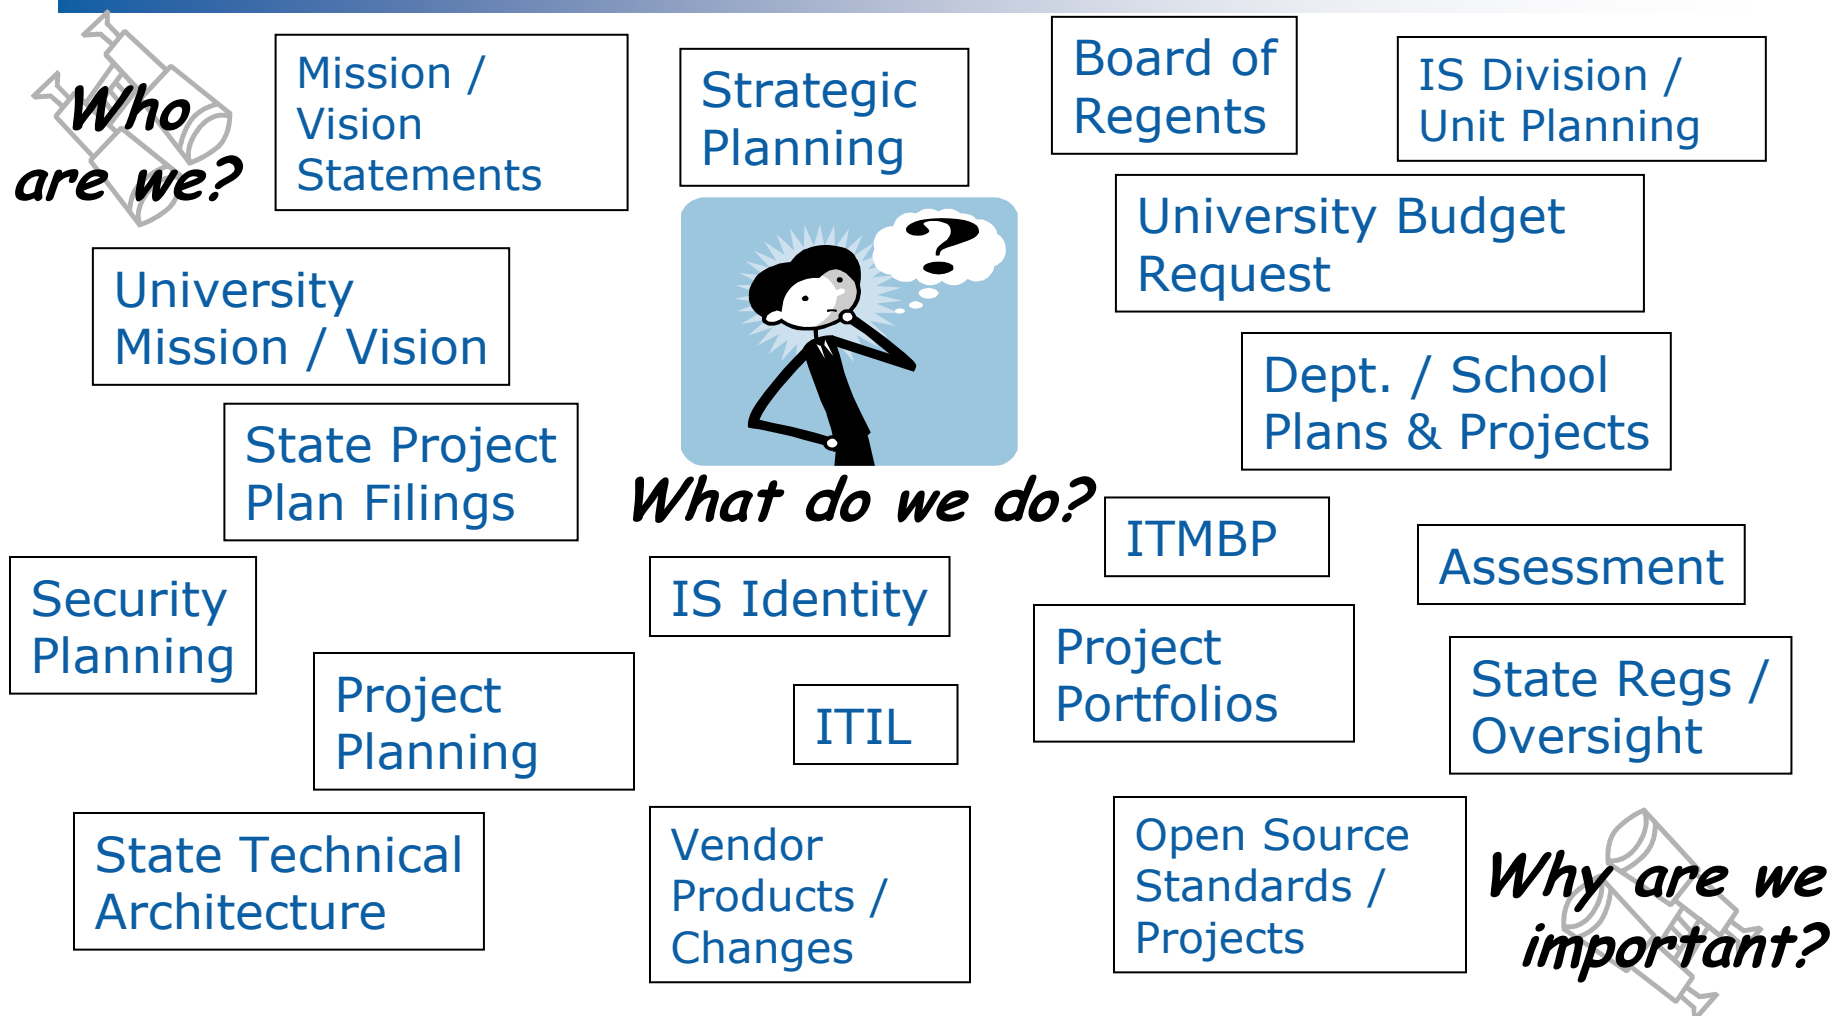 Who
are we?
Mission /
Vision
Statements
Strategic
Planning
Board of
Regents
IS Division /
Unit Planning
University Budget
Request
?
University
Mission / Vision
Dept. / School
Plans & Projects
State Project
Plan Filings
What do we do?
ITMBP
Assessment
Security
Planning
IS Identity
Project
Portfolios
State Regs /
Oversight
Project
Planning
ITIL
State Technical
Architecture
Vendor
Products /
Changes
Open Source
Standards /
Projects
Why are we
important?